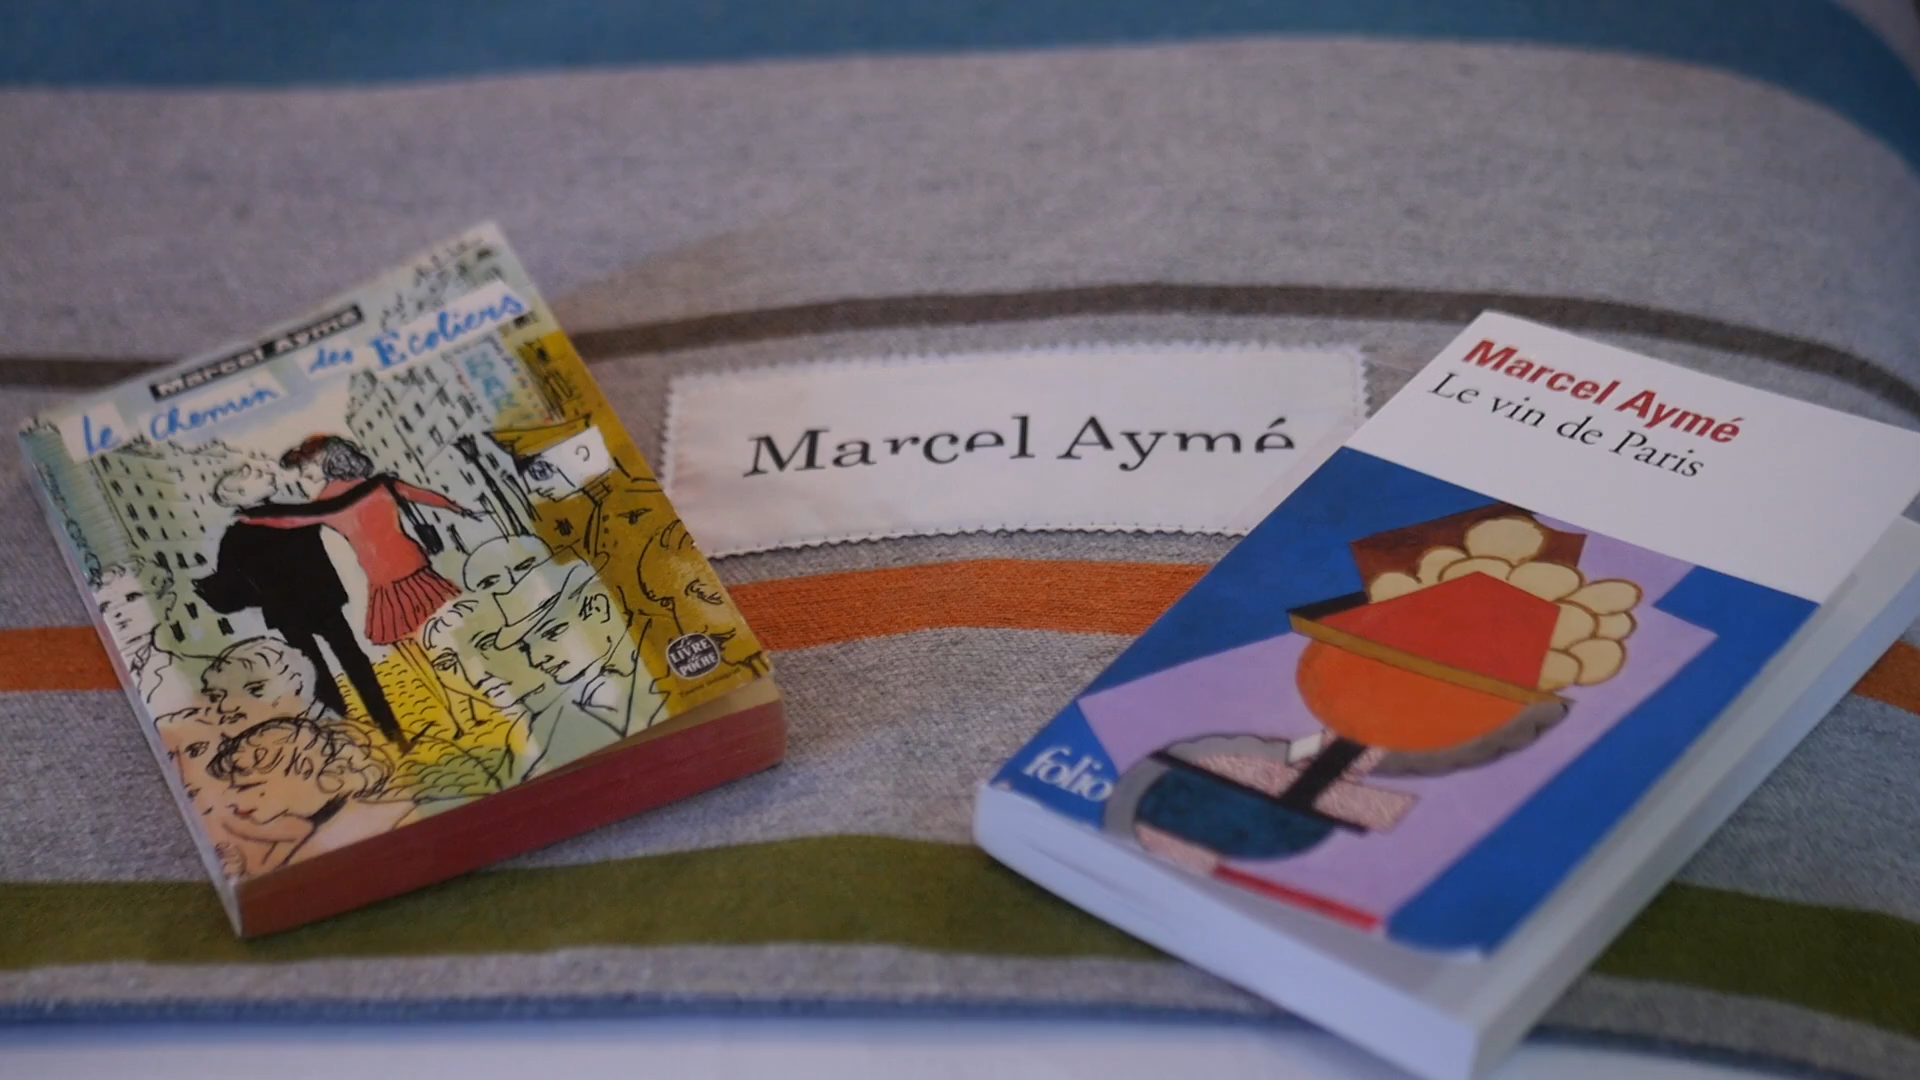 Marcel Aymé
Le Chemin des Écoliers
LE LIVRE DE POCHE
Marcel Aymé
Marcel Aymé
Le vin de Paris
folio